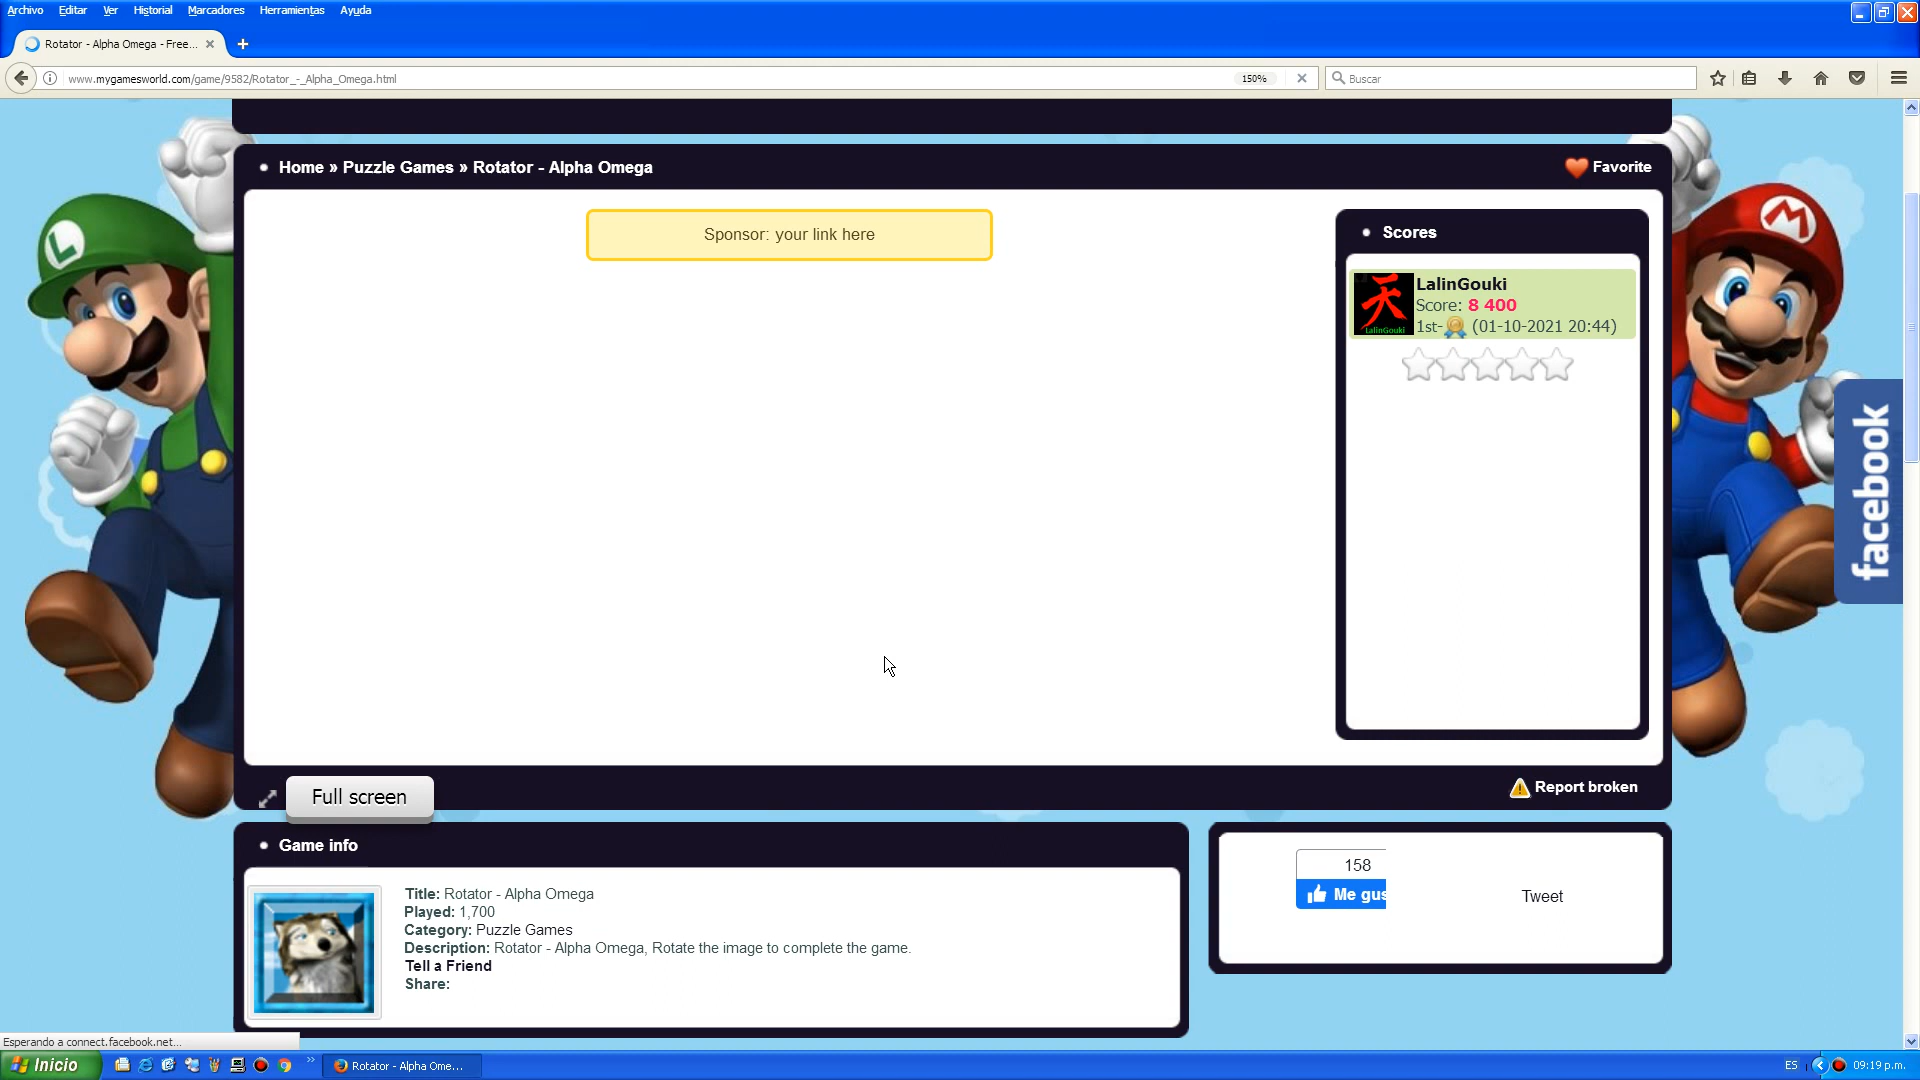 Archivo Editar Ver Historial Marcadores Herramientas Ayuda
Rotator - Alpha Omega - Free...
www.mygamesworld.com/game/9582/Rotator_-_Alpha_Omega.html
150%
Buscar
Home » Puzzle Games » Rotator - Alpha Omega
Favorite
Sponsor: your link here
Scores
LalinGouki
LalinGouki
Score: 8 400
1st- (01-10-2021 20:44)
天
L
M
facebook
Full screen
Report broken
Game info
Title: Rotator - Alpha Omega
Played: 1,700
Category: Puzzle Games
Description: Rotator - Alpha Omega, Rotate the image to complete the game.
Tell a Friend
Share:
158
Me gus
Tweet
Esperando a connect.facebook.net...
Inicio
Rotator - Alpha Ome...
ES
09:19 p.m.